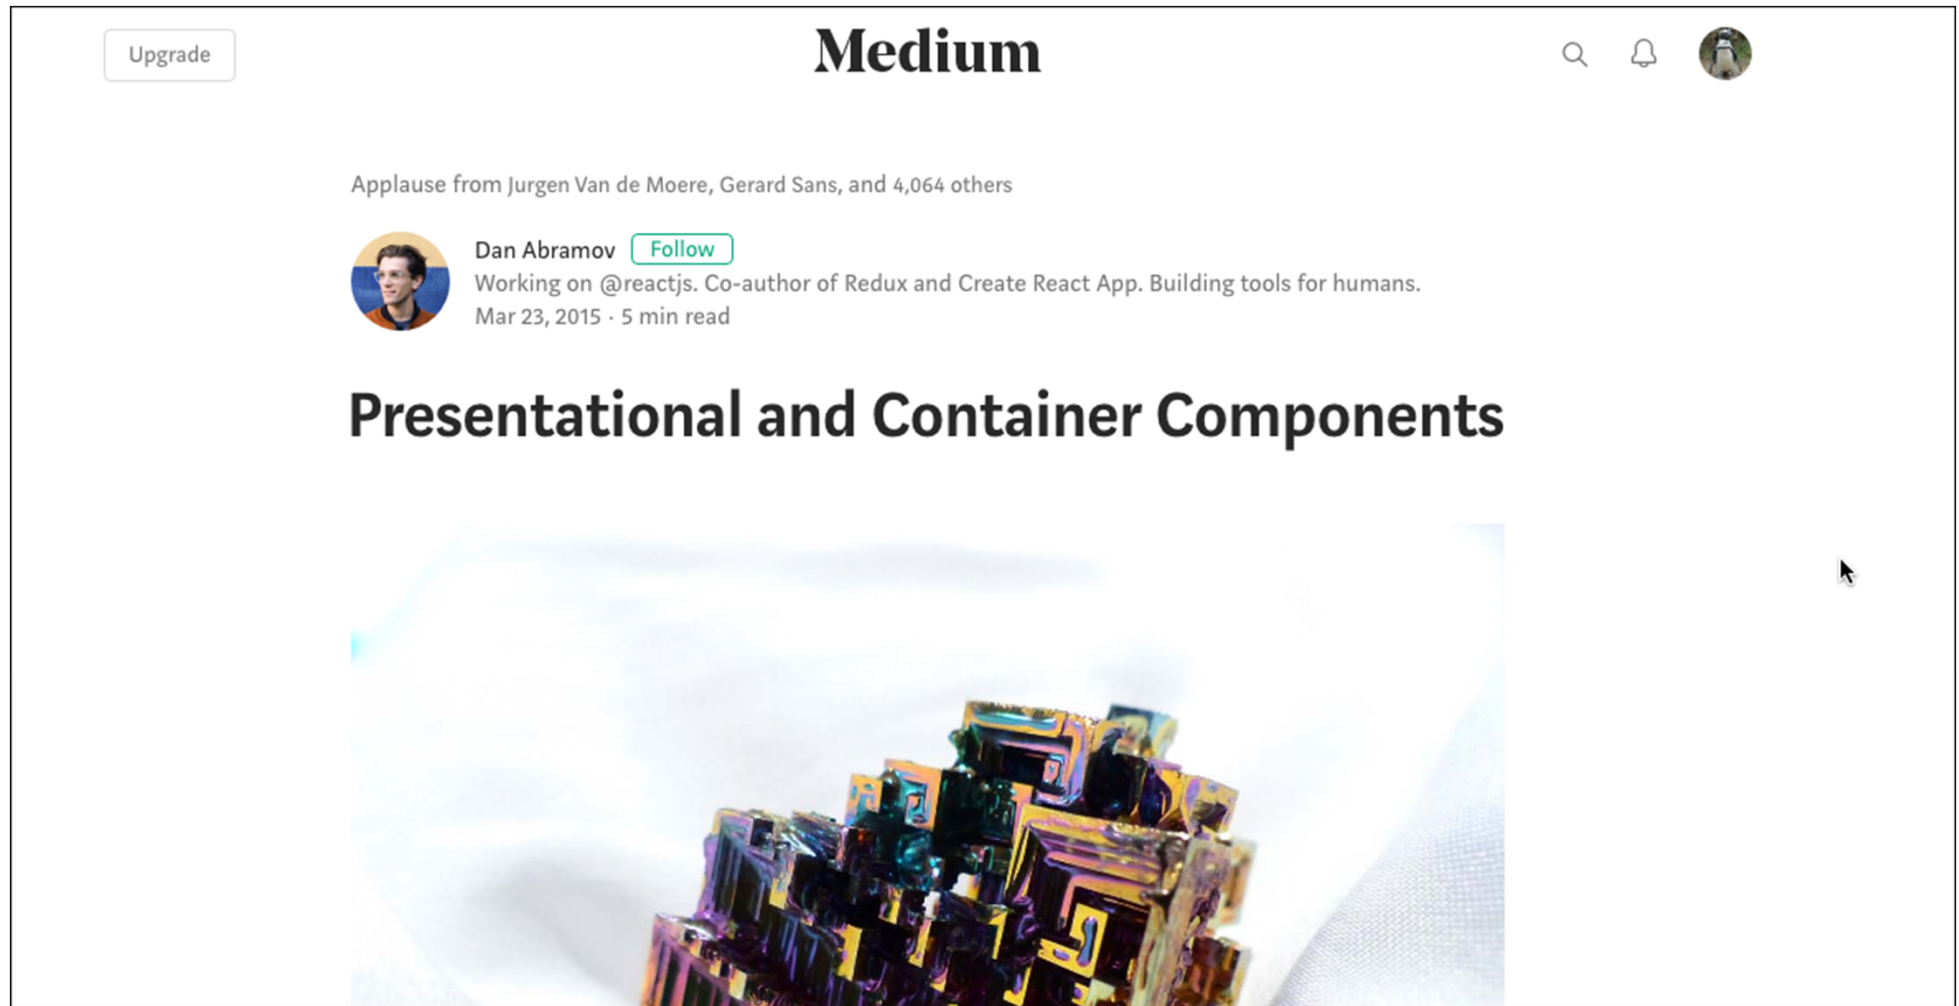 Upgrade
Medium
Applause from Jurgen Van de Moere, Gerard Sans, and 4,064 others
Dan Abramov Follow
Working on @reactjs. Co-author of Redux and Create React App. Building tools for humans.
Mar 23, 2015 · 5 min read
Presentational and Container Components